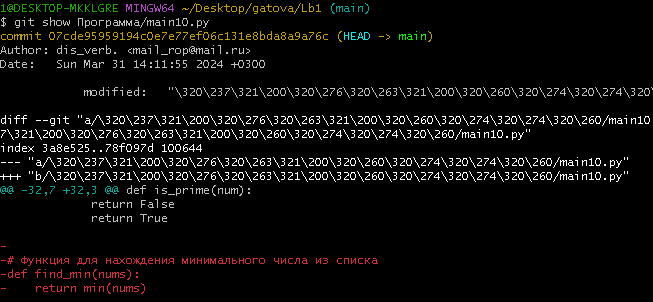 1@DESKTOP-MKKLGRE MINGW64 ~/Desktop/gatova/Lb1 (main)
$ git show Программа/main10.py
commit 07cde95959194c0e7e77ef06c131e8bda8a9a76c (HEAD -> main)
Author: dis_verb. <mail_rop@mail.ru>
Date:   Sun Mar 31 14:11:55 2024 +0300
modified:   "\320\237\321\200\320\276\320\263\321\200\320\260\320\274\320\274\320
diff --git "a/\320\237\321\200\320\276\320\263\321\200\320\260\320\274\320\274\320\260/main10
7\321\200\320\276\320\263\321\200\320\260\320\274\320\274\320\260/main10.py"
index 3a8e525..78f097d 100644
--- "a/\320\237\321\200\320\276\320\263\321\200\320\260\320\274\320\274\320\260/main10.py"
+++ "b/\320\237\321\200\320\276\320\263\321\200\320\260\320\274\320\274\320\260/main10.py"
@@ -32,7 +32,3 @@ def is_prime(num):
return False
return True
-
-# Функция для нахождения минимального числа из списка
-def find_min(nums):
-    return min(nums)